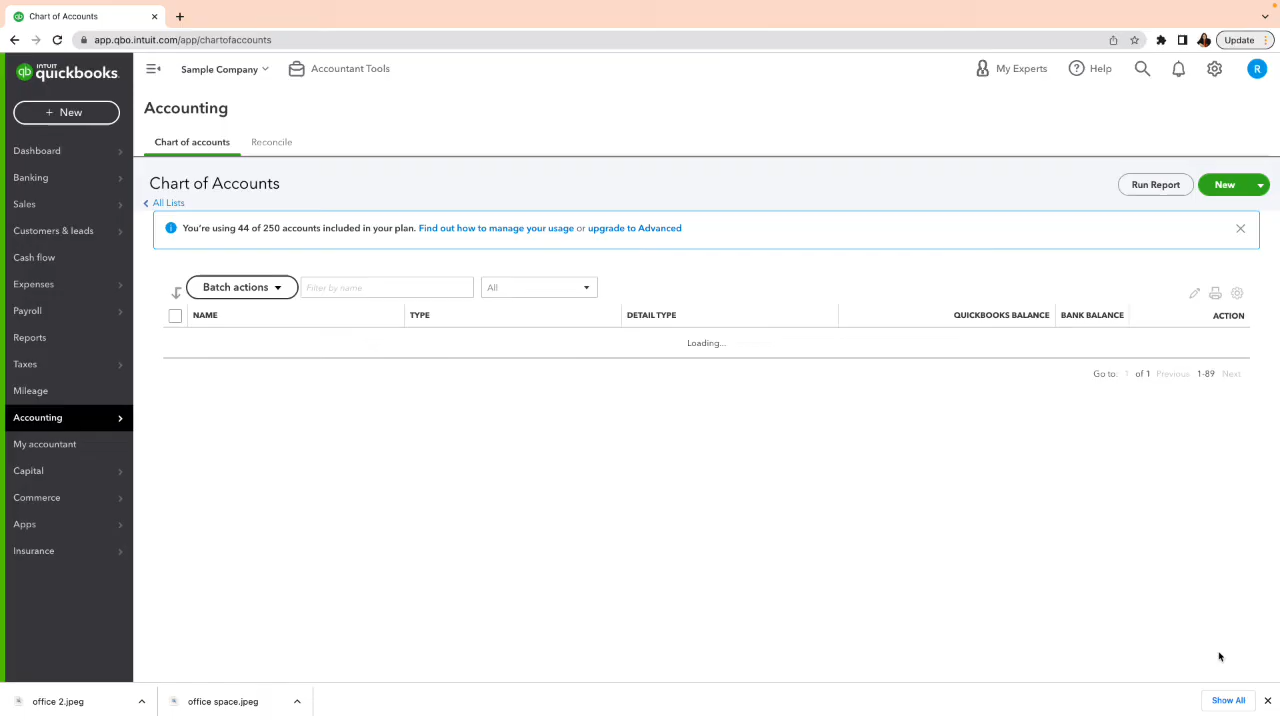 Chart of Accounts
app.qbo.intuit.com/app/chartofaccounts
Update
INTUIT
qb quickbooks.
Sample Company
Accountant Tools
My Experts
Help
R
+ New
Accounting
Chart of accounts
Reconcile
Dashboard
Banking
Sales
Customers & leads
Cash flow
Expenses
Payroll
Reports
Taxes
Mileage
Accounting
My accountant
Capital
Commerce
Apps
Insurance
Chart of Accounts
Run Report
New
All Lists
You're using 44 of 250 accounts included in your plan. Find out how to manage your usage or upgrade to Advanced
Batch actions
Filter by name
All
NAME TYPE DETAIL TYPE QUICKBOOKS BALANCE BANK BALANCE ACTION
Loading...
Go to: 1 of 1 Previous 1-89 Next
office 2.jpeg
office space.jpeg
Show All